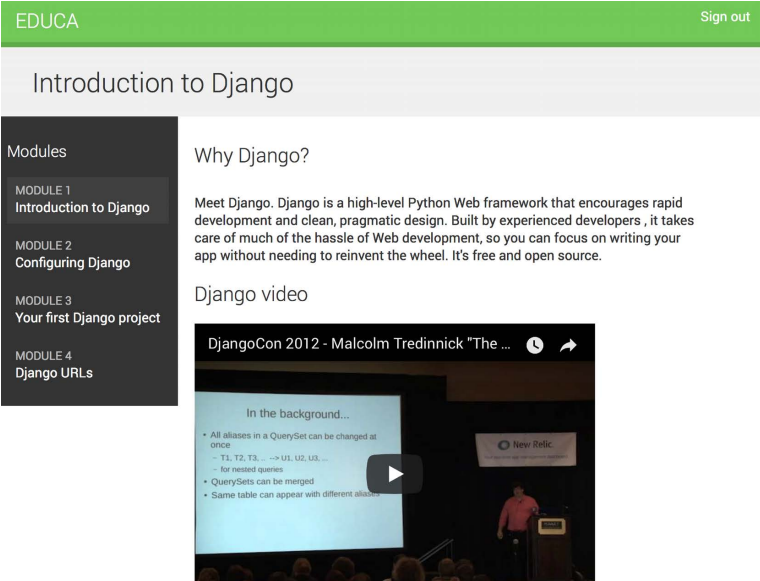 EDUCA
Sign out
Introduction to Django
Modules
MODULE 1
Introduction to Django
MODULE 2
Configuring Django
MODULE 3
Your first Django project
MODULE 4
Django URLs
Why Django?
Meet Django. Django is a high-level Python Web framework that encourages rapid
development and clean, pragmatic design. Built by experienced developers , it takes
care of much of the hassle of Web development, so you can focus on writing your
app without needing to reinvent the wheel. It's free and open source.
Django video
DjangoCon 2012 - Malcolm Tredinnick "The ...
In the background...
• All aliases in a QuerySet can be changed at
once
– T1, T2, T3, .. --> U1, U2, U3, ...
– for nested queries
• QuerySets can be merged
• Same table can appear with different aliases
New Relic.